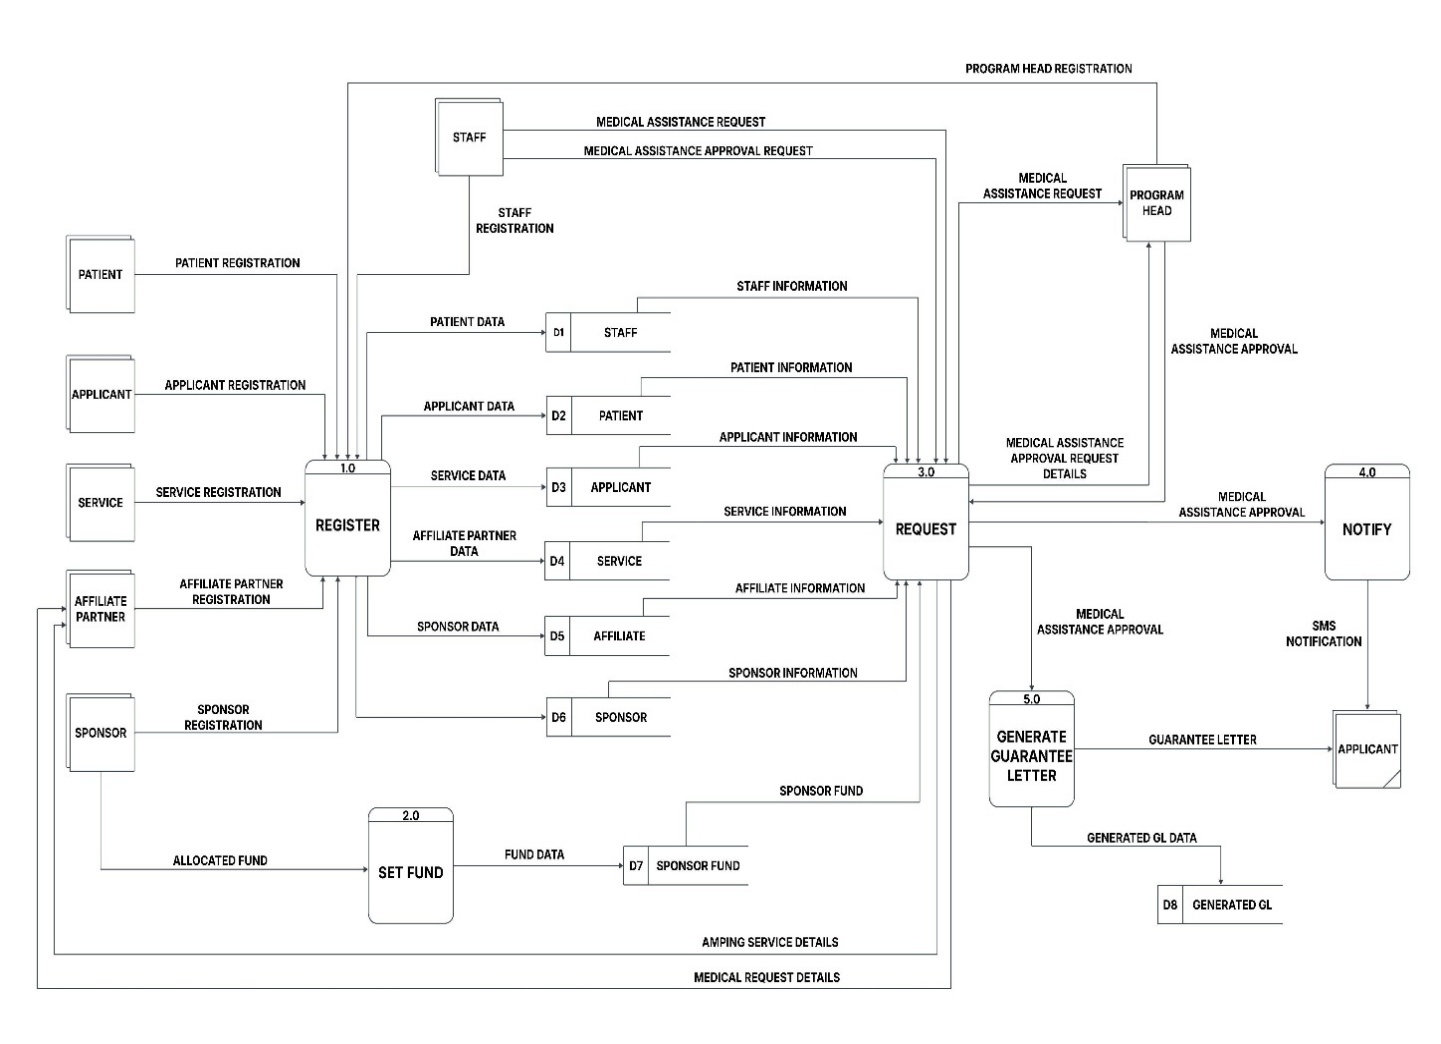 PROGRAM HEAD REGISTRATION
STAFF
MEDICAL ASSISTANCE REQUEST
MEDICAL ASSISTANCE APPROVAL REQUEST
MEDICAL
ASSISTANCE REQUEST
PROGRAM
HEAD
STAFF
REGISTRATION
PATIENT
PATIENT REGISTRATION
STAFF INFORMATION
PATIENT DATA
D1
STAFF
MEDICAL
ASSISTANCE APPROVAL
PATIENT INFORMATION
APPLICANT
APPLICANT REGISTRATION
APPLICANT DATA
D2
PATIENT
APPLICANT INFORMATION
MEDICAL ASSISTANCE
APPROVAL REQUEST
DETAILS
1.0
REGISTER
SERVICE
SERVICE REGISTRATION
SERVICE DATA
D3
APPLICANT
3.0
REQUEST
4.0
NOTIFY
MEDICAL
ASSISTANCE APPROVAL
SERVICE INFORMATION
AFFILIATE PARTNER
DATA
D4
SERVICE
AFFILIATE
PARTNER
AFFILIATE PARTNER
REGISTRATION
AFFILIATE INFORMATION
SPONSOR DATA
D5
AFFILIATE
MEDICAL
ASSISTANCE APPROVAL
SMS
NOTIFICATION
SPONSOR INFORMATION
SPONSOR
SPONSOR
REGISTRATION
D6
SPONSOR
5.0
GENERATE
GUARANTEE
LETTER
GUARANTEE LETTER
APPLICANT
SPONSOR FUND
2.0
SET FUND
ALLOCATED FUND
FUND DATA
D7
SPONSOR FUND
GENERATED GL DATA
D8
GENERATED GL
AMPING SERVICE DETAILS
MEDICAL REQUEST DETAILS